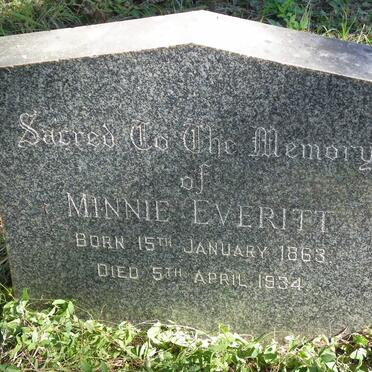 Sacred To The Memory
of
MINNIE EVERITT
BORN 15TH JANUARY 1863
DIED 5TH APRIL 1934